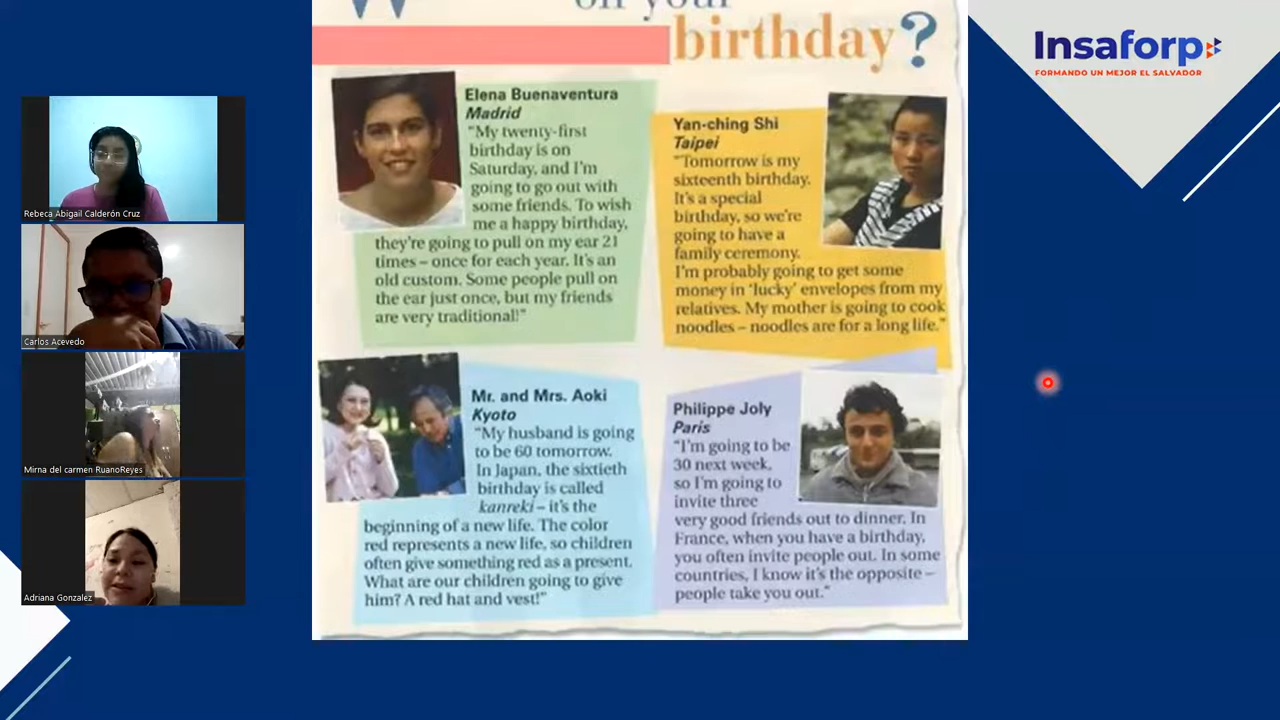 on your
birthday?
Elena Buenaventura
Madrid
"My twenty-first
birthday is on
Saturday, and I'm
going to go out with
some friends. To wish
me a happy birthday,
they're going to pull on my ear 21
times – once for each year. It's an
old custom. Some people pull on
the ear just once, but my friends
are very traditional!"
Yan-ching Shi
Taipei
"Tomorrow is my
sixteenth birthday.
It's a special
birthday, so we're
going to have a
family ceremony.
I'm probably going to get some
money in 'lucky' envelopes from my
relatives. My mother is going to cook
noodles – noodles are for a long life."
Mr. and Mrs. Aoki
Kyoto
"My husband is going
to be 60 tomorrow.
In Japan, the sixtieth
birthday is called
kanreki – it's the
beginning of a new life. The color
red represents a new life, so children
often give something red as a present.
What are our children going to give
him? A red hat and vest!"
Philippe Joly
Paris
"I'm going to be
30 next week,
so I'm going to
invite three
very good friends out to dinner. In
France, when you have a birthday,
you often invite people out. In some
countries, I know it's the opposite –
people take you out."
Insaforp
FORMANDO UN MEJOR EL SALVADOR
Rebeca Abigail Calderón Cruz
Carlos Acevedo
Mirna del carmen RuanoReyes
Adriana Gonzalez